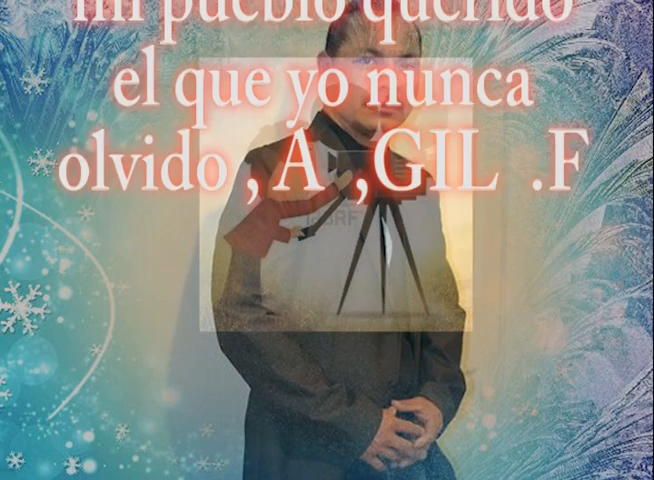 mi pueblo querido
el que yo nunca
olvido , A ,GIL .F